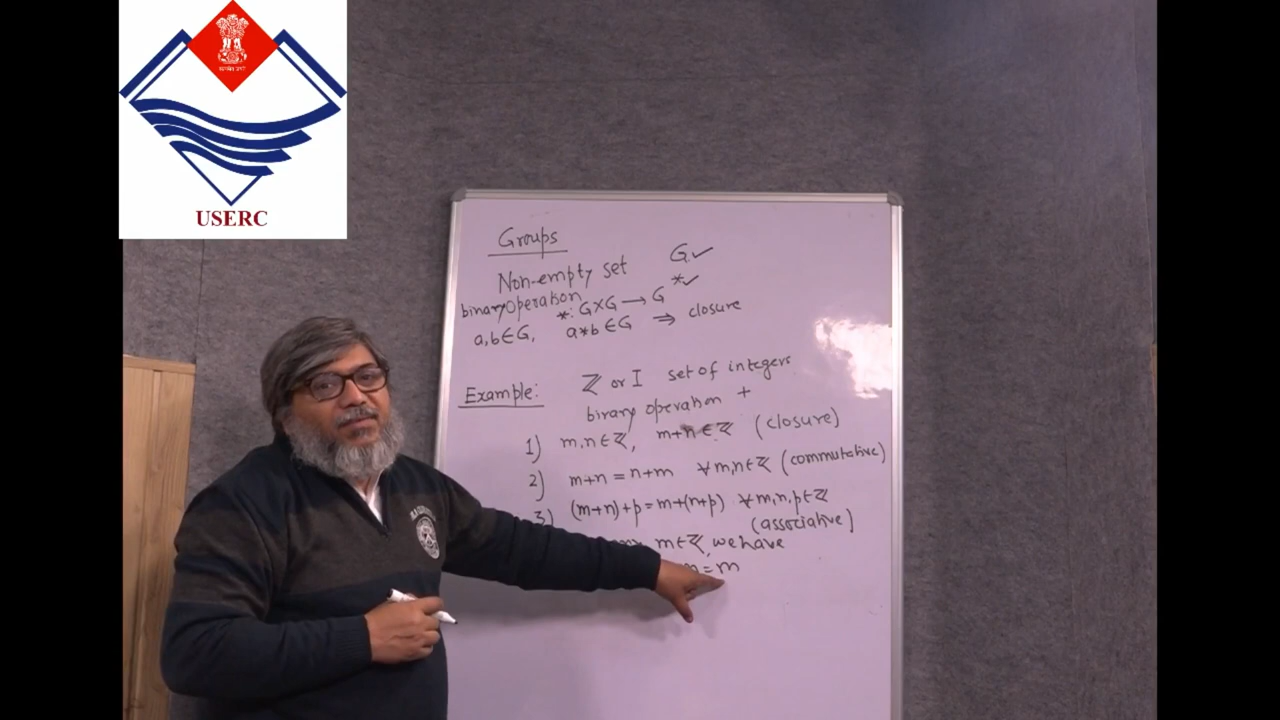 USERC
Groups
Non-empty set G ✓
binary operation * ✓
*: G×G → G
a,b ∈ G, a*b ∈ G ⇒ closure
Example: ℤ or I set of integers
binary operation +
1) m,n ∈ ℤ, m+n ∈ ℤ (closure)
2) m+n = n+m ∀ m,n ∈ ℤ (commutative)
3) (m+n)+p = m+(n+p) ∀ m,n,p ∈ ℤ
(associative)
m ∈ ℤ, we have
= m